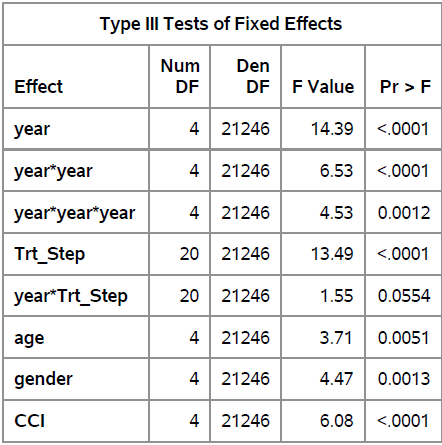 Type III Tests of Fixed Effects
Effect Num DF Den DF F Value Pr > F
year 4 21246 14.39 <.0001
year*year 4 21246 6.53 <.0001
year*year*year 4 21246 4.53 0.0012
Trt_Step 20 21246 13.49 <.0001
year*Trt_Step 20 21246 1.55 0.0554
age 4 21246 3.71 0.0051
gender 4 21246 4.47 0.0013
CCI 4 21246 6.08 <.0001